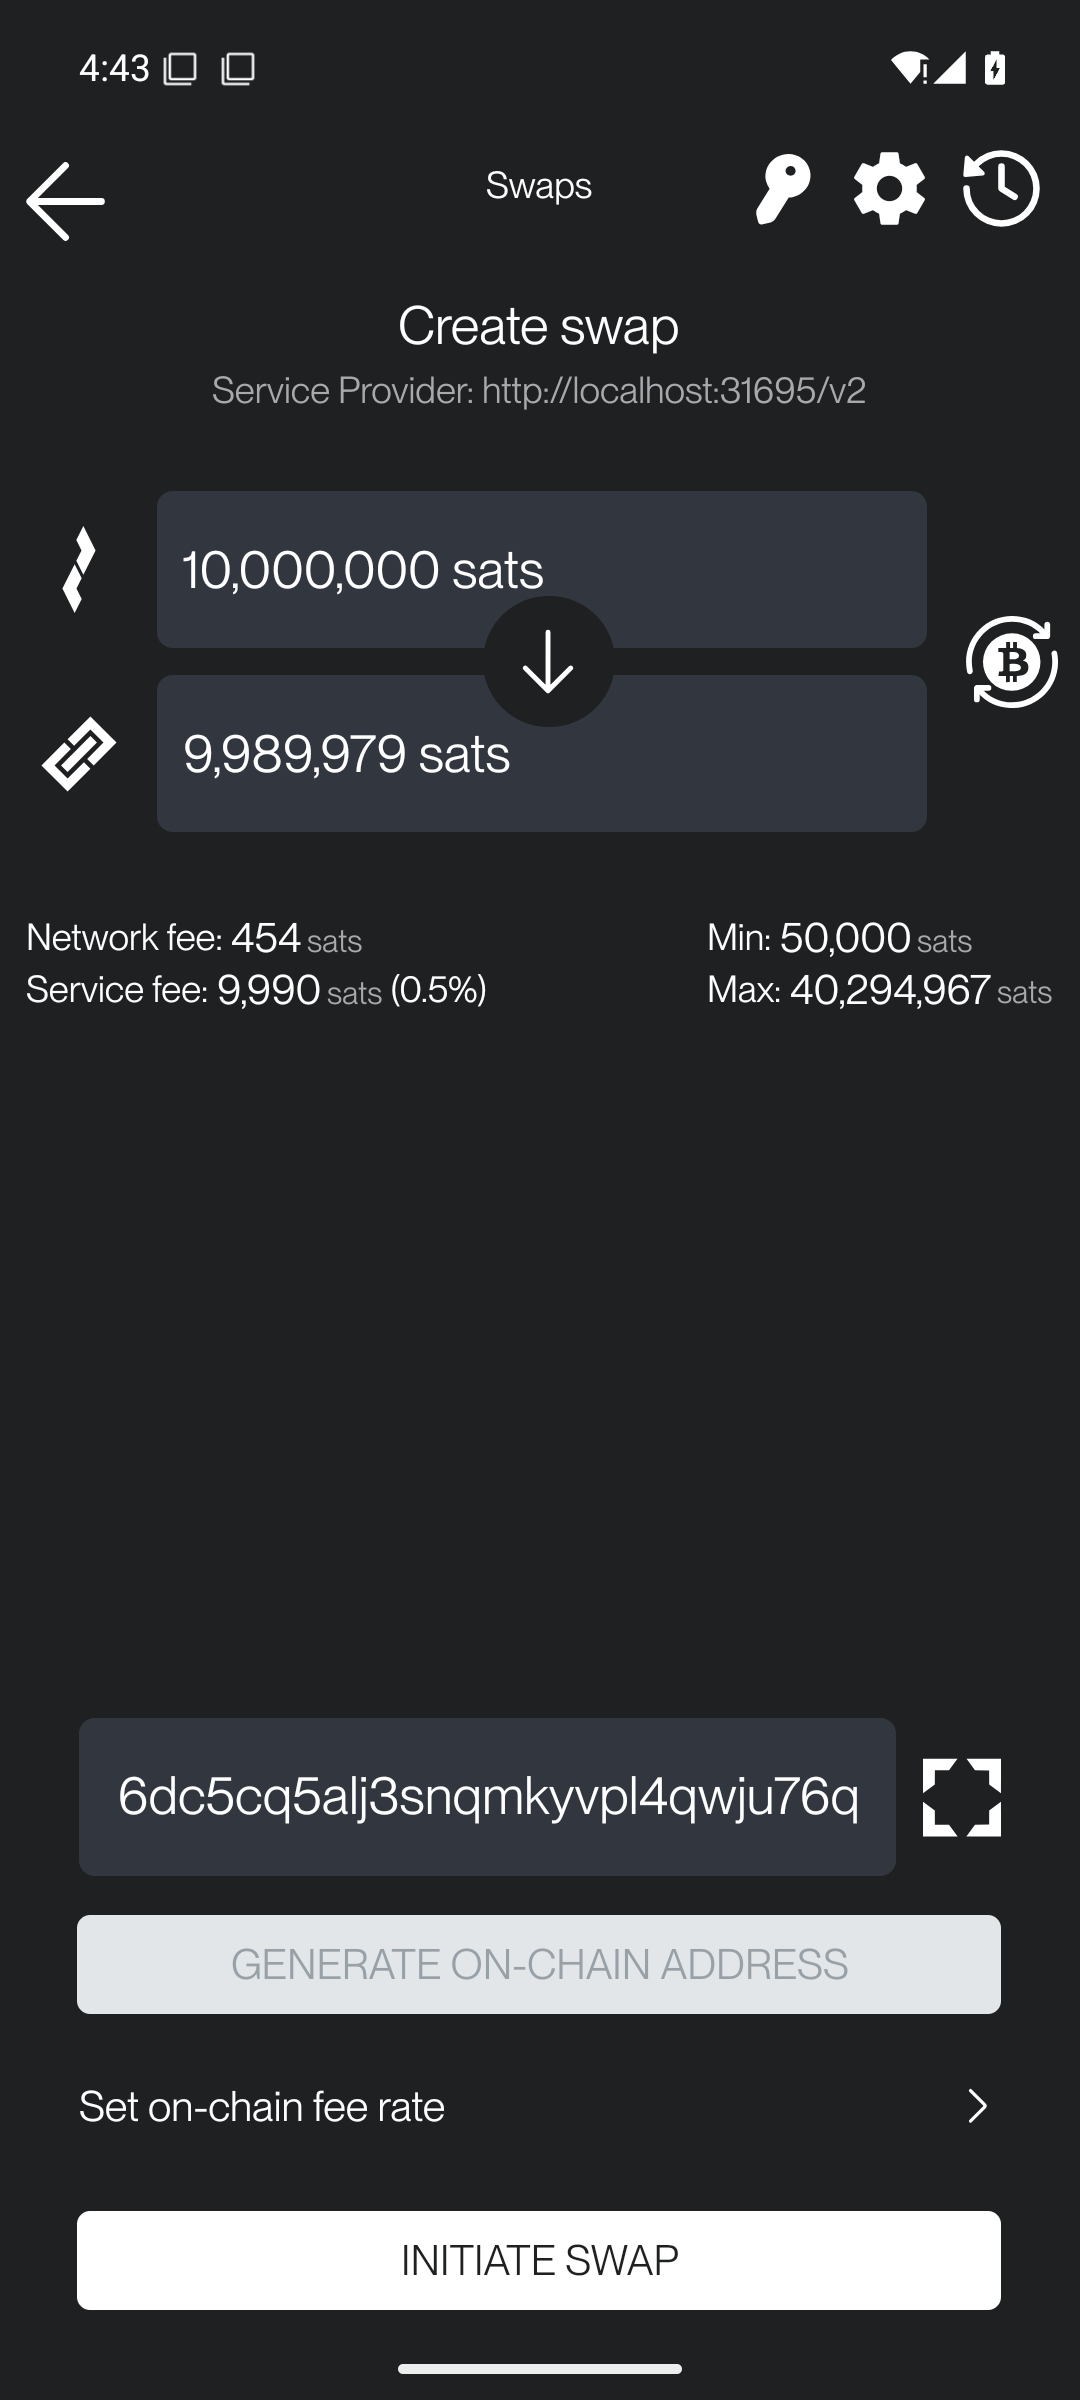 4:43
Swaps
Create swap
Service Provider: http://localhost:31695/v2
10,000,000 sats
9,989,979 sats
Network fee: 454 sats
Min: 50,000 sats
Service fee: 9,990 sats (0.5%)
Max: 40,294,967 sats
6dc5cq5alj3snqmkyvpl4qwju76q
GENERATE ON-CHAIN ADDRESS
Set on-chain fee rate
INITIATE SWAP